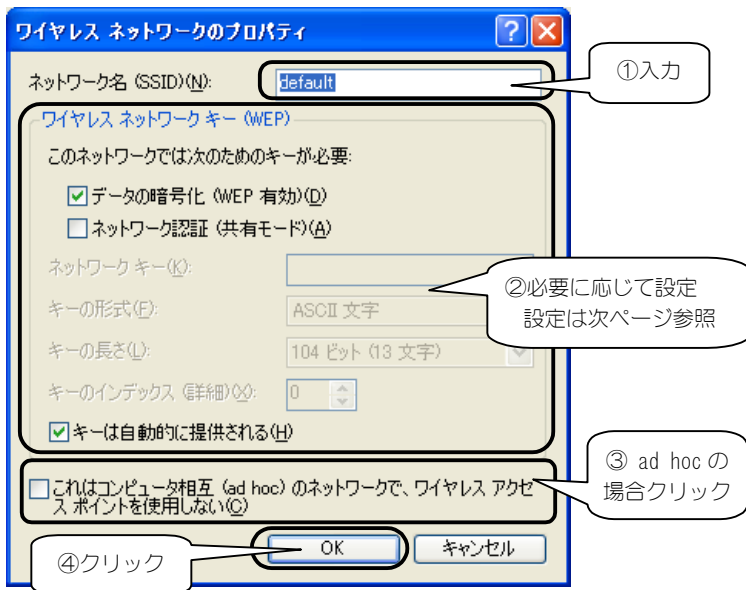 ワイヤレス ネットワークのプロパティ
ネットワーク名 (SSID)(N):
default
①入力
ワイヤレス ネットワーク キー (WEP)
このネットワークでは次のためのキーが必要:
データの暗号化 (WEP 有効)(D)
ネットワーク認証 (共有モード)(A)
ネットワーク キー(K):
キーの形式(F):
ASCII 文字
キーの長さ(L):
104 ビット (13 文字)
キーのインデックス (詳細)(X):
0
キーは自動的に提供される(H)
②必要に応じて設定
設定は次ページ参照
これはコンピュータ相互 (ad hoc) のネットワークで、ワイヤレス アクセ
ス ポイントを使用しない(C)
③ ad hoc の
場合クリック
OK
キャンセル
④クリック